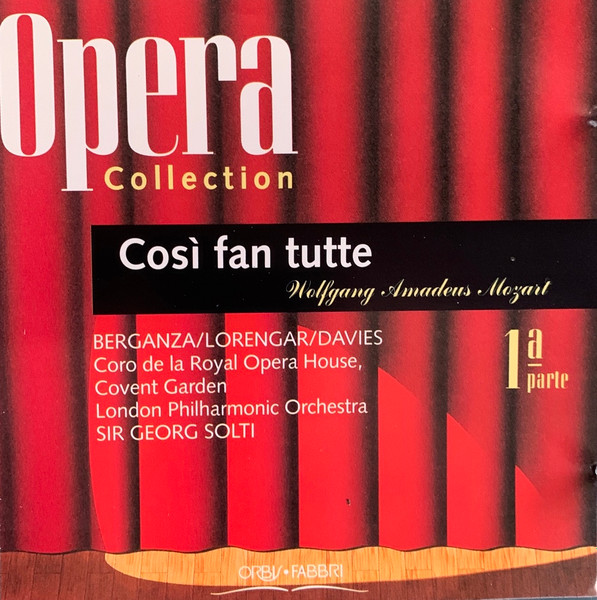 Opera
Collection
Così fan tutte
Wolfgang Amadeus Mozart
BERGANZA/LORENGAR/DAVIES
Coro de la Royal Opera House,
Covent Garden
London Philharmonic Orchestra
SIR GEORG SOLTI
1ª
parte
ORBIS•FABBRI